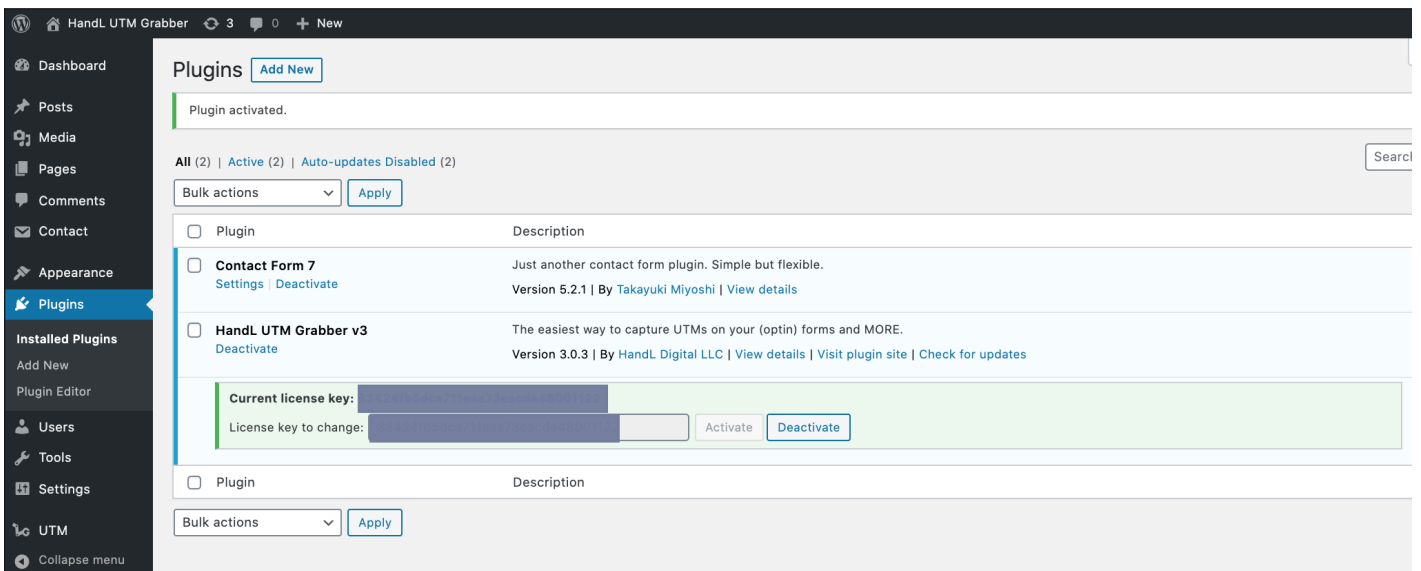 HandL UTM Grabber 3 0 + New
Dashboard
Posts
Media
Pages
Comments
Contact
Appearance
Plugins
Installed Plugins
Add New
Plugin Editor
Users
Tools
Settings
UTM
Collapse menu
Plugins Add New
Plugin activated.
All (2) | Active (2) | Auto-updates Disabled (2)
Search
Bulk actions Apply
Plugin Description
Contact Form 7 Just another contact form plugin. Simple but flexible.
Settings | Deactivate Version 5.2.1 | By Takayuki Miyoshi | View details
HandL UTM Grabber v3 The easiest way to capture UTMs on your (optin) forms and MORE.
Deactivate Version 3.0.3 | By HandL Digital LLC | View details | Visit plugin site | Check for updates
Current license key:
License key to change: Activate Deactivate
Plugin Description
Bulk actions Apply